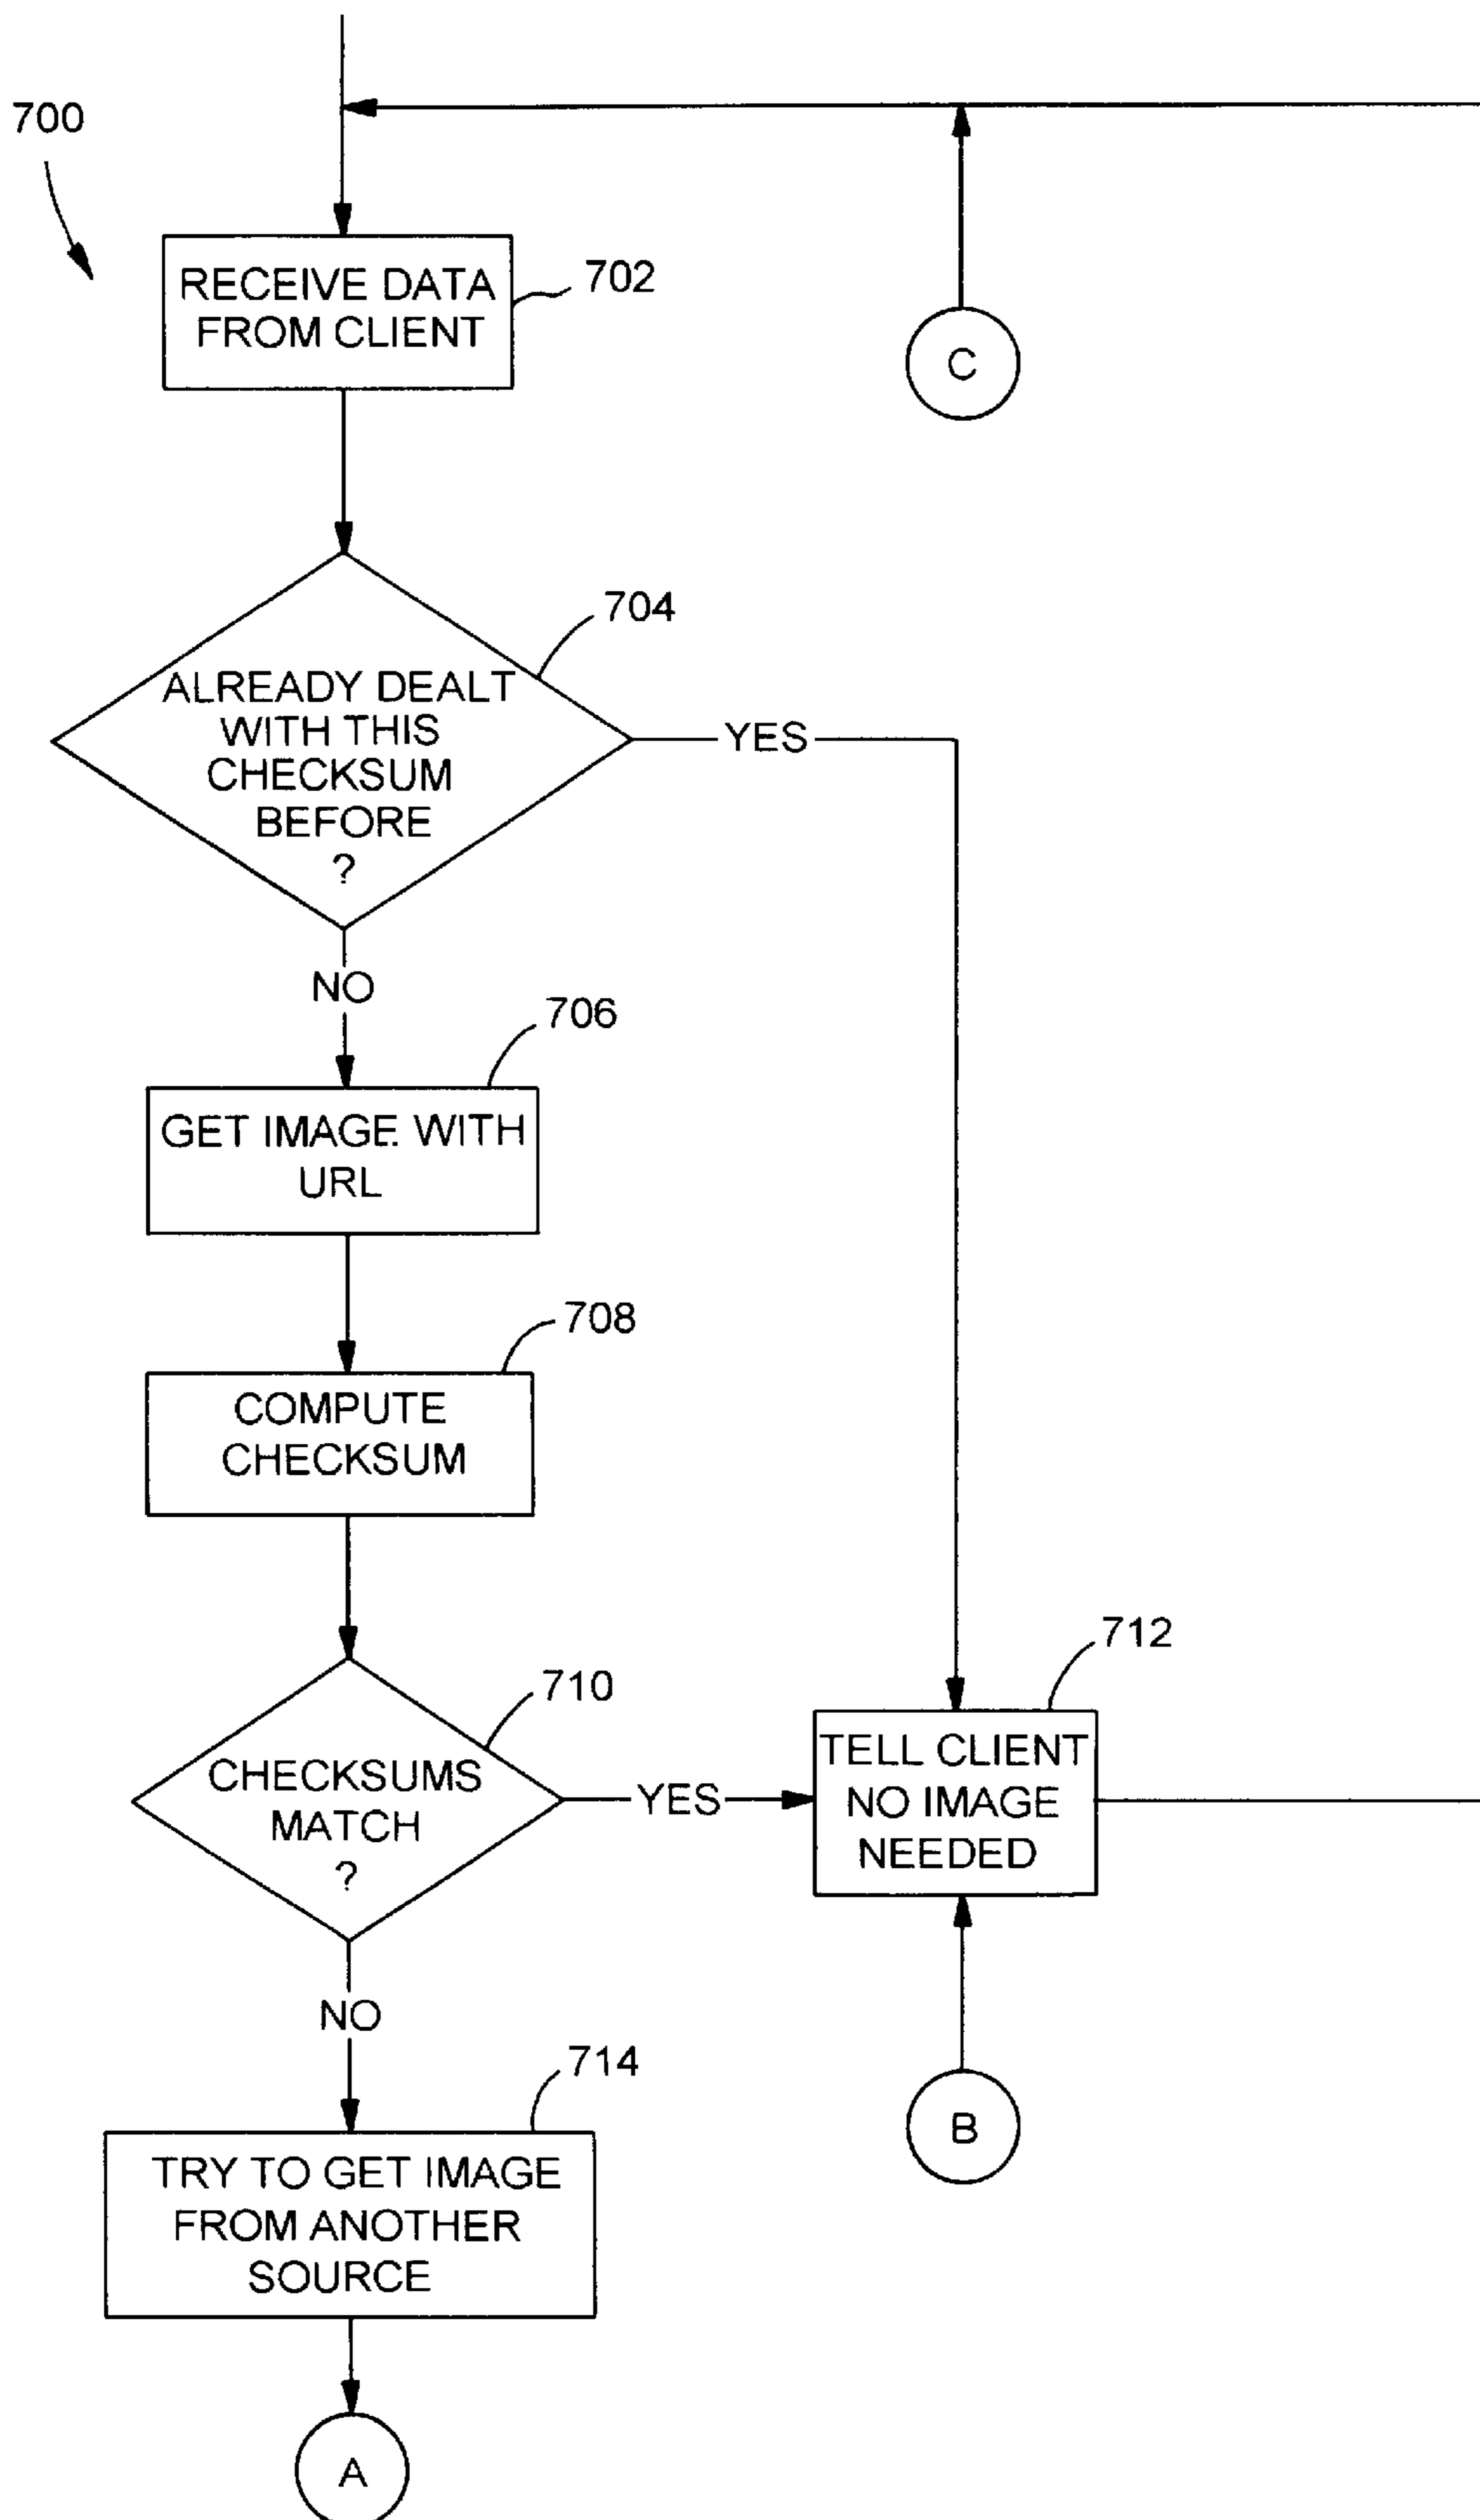 700
RECEIVE DATA
FROM CLIENT
702
C
704
ALREADY DEALT
WITH THIS
CHECKSUM
BEFORE
?
YES
NO
706
GET IMAGE WITH
URL
708
COMPUTE
CHECKSUM
710
CHECKSUMS
MATCH
?
YES
712
TELL CLIENT
NO IMAGE
NEEDED
NO
714
TRY TO GET IMAGE
FROM ANOTHER
SOURCE
B
A